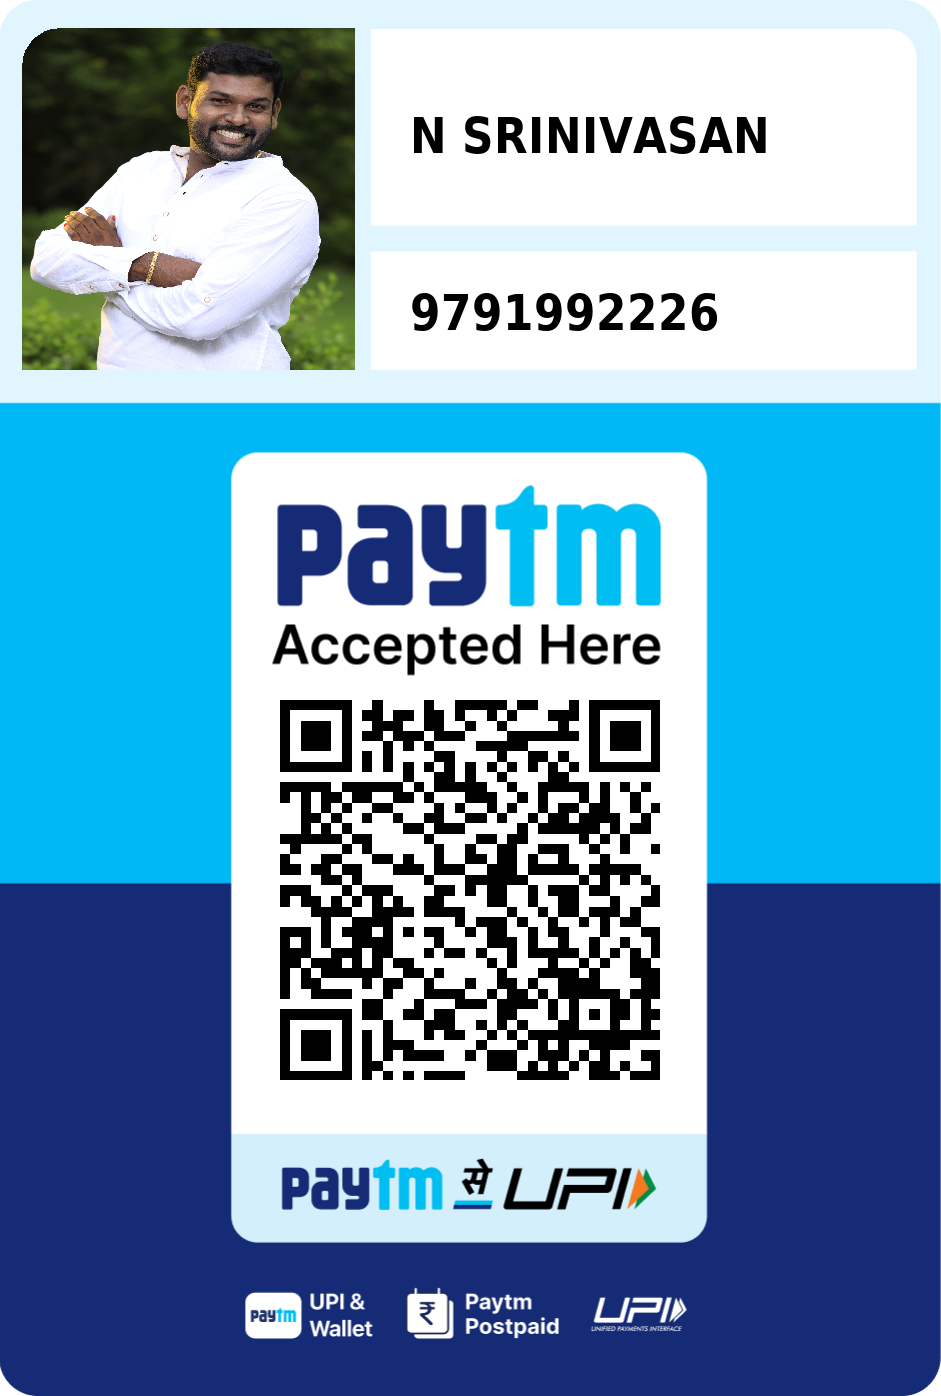 N SRINIVASAN
9791992226
paytm
Accepted Here
paytm से UPI
paytm
UPI &
Wallet
₹
Paytm
Postpaid
UPI
UNIFIED PAYMENTS INTERFACE